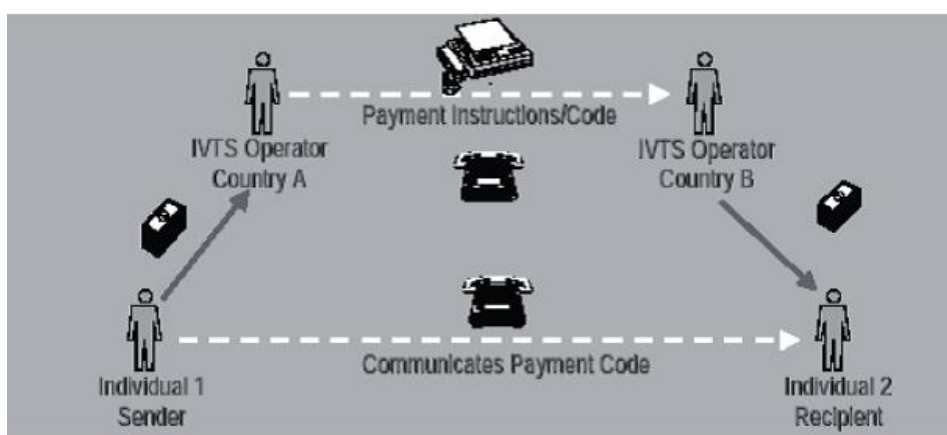 Payment Instructions/Code
IVTS Operator
Country A
IVTS Operator
Country B
Communicates Payment Code
Individual 1
Sender
Individual 2
Recipient